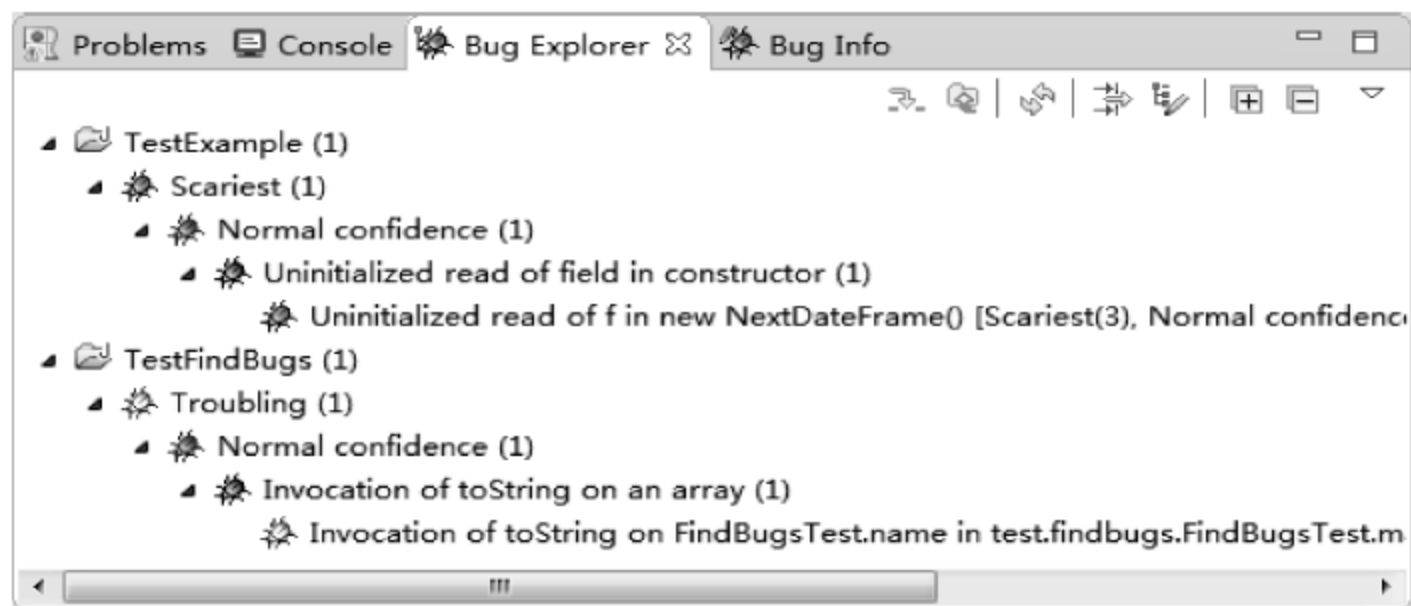 Problems Console Bug Explorer Bug Info
TestExample (1)
Scariest (1)
Normal confidence (1)
Uninitialized read of field in constructor (1)
Uninitialized read of f in new NextDateFrame() [Scariest(3), Normal confidenc
TestFindBugs (1)
Troubling (1)
Normal confidence (1)
Invocation of toString on an array (1)
Invocation of toString on FindBugsTest.name in test.findbugs.FindBugsTest.m